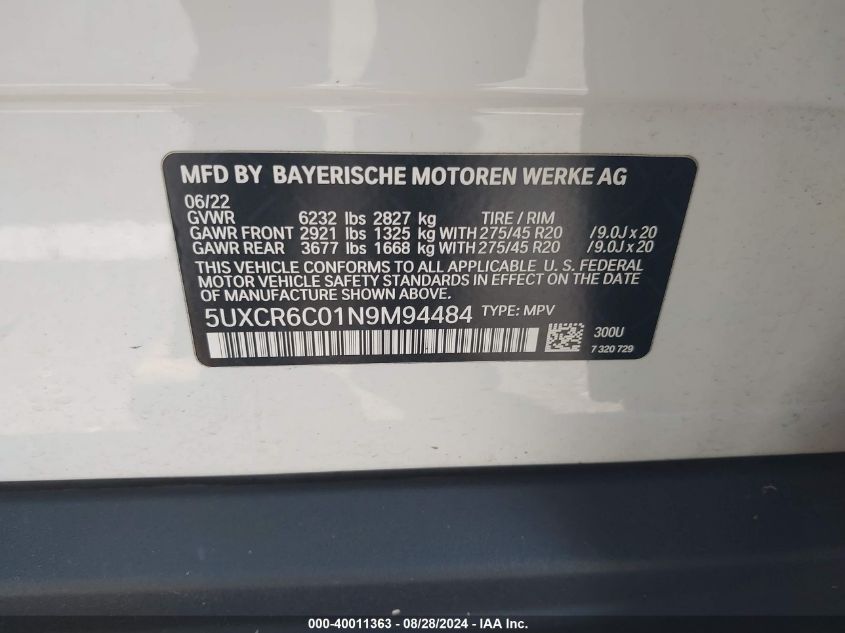 MFD BY BAYERISCHE MOTOREN WERKE AG
06/22
GVWR 6232 lbs 2827 kg TIRE / RIM
GAWR FRONT 2921 lbs 1325 kg WITH 275/45 R20 /9.0J x 20
GAWR REAR 3677 lbs 1668 kg WITH 275/45 R20 /9.0J x 20
THIS VEHICLE CONFORMS TO ALL APPLICABLE U. S. FEDERAL
MOTOR VEHICLE SAFETY STANDARDS IN EFFECT ON THE DATE
OF MANUFACTURE SHOWN ABOVE.
5UXCR6C01N9M94484 TYPE: MPV
300U
7 320 729
000-40011363 - 08/28/2024 - IAA Inc.